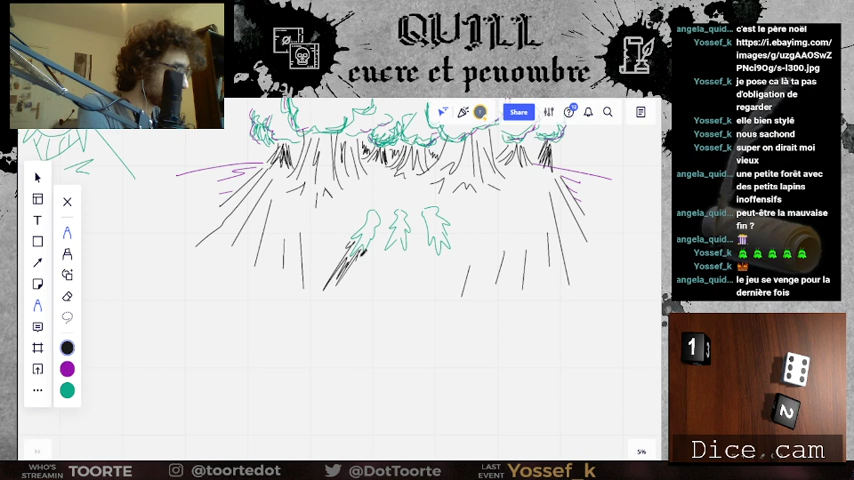 QUILL
encre et penombre
Share
angela_quid... c'est le père noël
Yossef_k https://i.ebayimg.com/
images/g/uzgAAOSwZ
PNci9Og/s-l300.jpg
Yossef_k je pose ca là ta pas
d'obligation de
regarder
Yossef_k elle bien stylé
Yossef_k nous sachond
Yossef_k super on dirait moi
vieux
angela_quid... une petite forêt avec
des petits lapins
inoffensifs
angela_quid... peut-être la mauvaise
fin ?
angela_quid...
Yossef_k
Yossef_k
angela_quid... le jeu se venge pour la
dernière fois
T
5%
1
2
Dice.cam
WHO'S
STREAMIN
TOORTE
@toortedot
@DotToorte
LAST
EVENT
Yossef_k